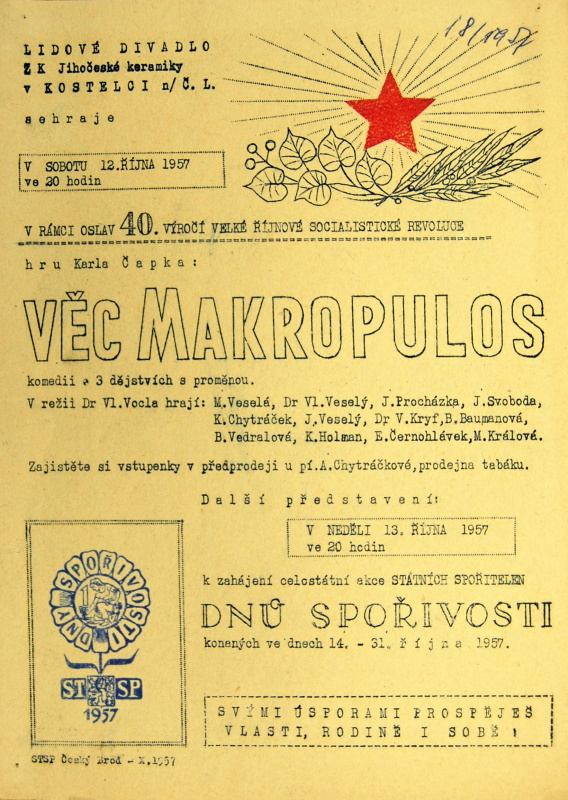 18/1957
LIDOVÉ DIVADLO
ZK Jihočeské keramiky
v KOSTELCI n/Č.L.
sehraje
V SOBOTU 12.ŘÍJNA 1957
ve 20 hodin
V RÁMCI OSLAV 40. VÝROČÍ VELKÉ ŘÍJNOVÉ SOCIALISTICKÉ REVOLUCE
hru Karla Čapka:
VĚC MAKROPULOS
komedii o 3 dějstvích s proměnou.
V režii Dr Vl.Vocla hrají: M.Veselá, Dr Vl.Veselý, J.Procházka, J.Svoboda,
K.Chytráček, J.Veselý, Dr V.Kryf, B.Baumanová,
B.Vedralová, K.Holman, E.Černohlávek, M.Králová.
Zajistěte si vstupenky v předprodeji u pí.A.Chytráčkové, prodejna tabáku.
Další představení:
V NEDĚLI 13. ŘÍJNA 1957
ve 20 hodin
k zahájení celostátní akce STÁTNÍCH SPOŘITELEN
DNŮ SPOŘIVOSTI
konaných ve dnech 14. - 31. října 1957.
DNY SPOŘIVOSTI
ST SP
1957
SVÝMI ÚSPORAMI PROSPĚJEŠ
VLASTI, RODINĚ I SOBĚ !
STSP Český Brod - X.1957